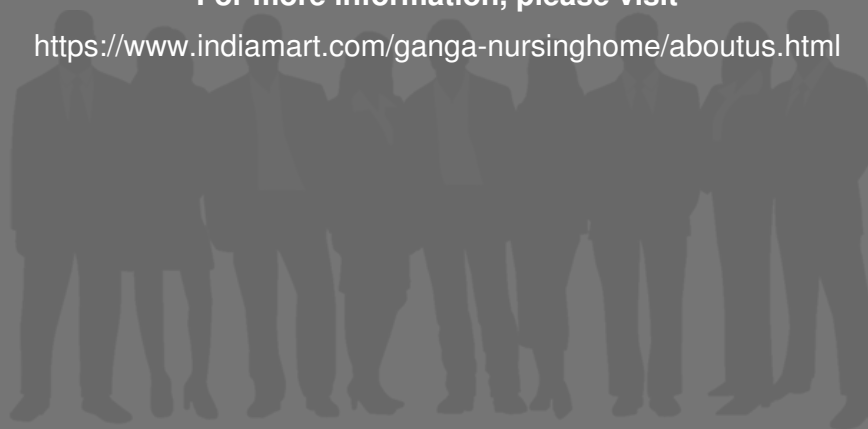 For more information, please visit
https://www.indiamart.com/ganga-nursinghome/aboutus.html